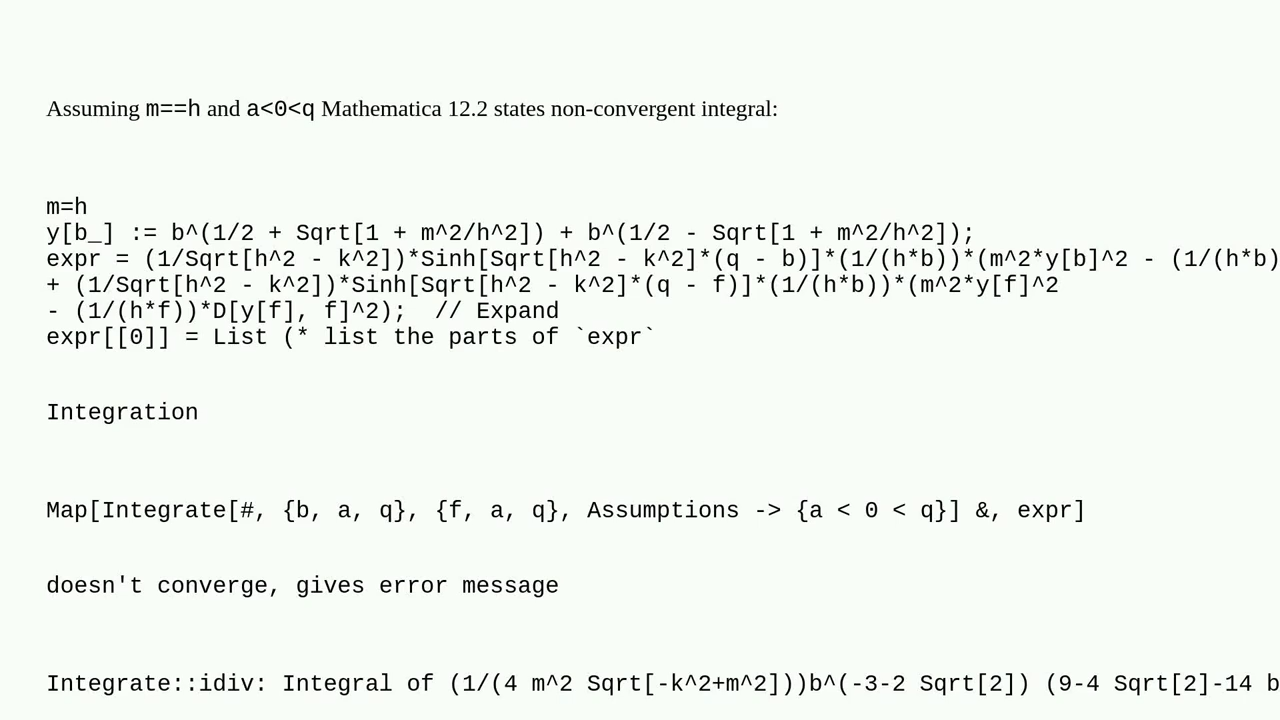 Assuming m==h and a<0<q Mathematica 12.2 states non-convergent integral:
m=h
y[b_] := b^(1/2 + Sqrt[1 + m^2/h^2]) + b^(1/2 - Sqrt[1 + m^2/h^2]);
expr = (1/Sqrt[h^2 - k^2])*Sinh[Sqrt[h^2 - k^2]*(q - b)]*(1/(h*b))*(m^2*y[b]^2 - (1/(h*b)
+ (1/Sqrt[h^2 - k^2])*Sinh[Sqrt[h^2 - k^2]*(q - f)]*(1/(h*b))*(m^2*y[f]^2
- (1/(h*f))*D[y[f], f]^2);  // Expand
expr[[0]] = List (* list the parts of `expr`
Integration
Map[Integrate[#, {b, a, q}, {f, a, q}, Assumptions -> {a < 0 < q}] &, expr]
doesn't converge, gives error message
Integrate::idiv: Integral of (1/(4 m^2 Sqrt[-k^2+m^2]))b^(-3-2 Sqrt[2]) (9-4 Sqrt[2]-14 b